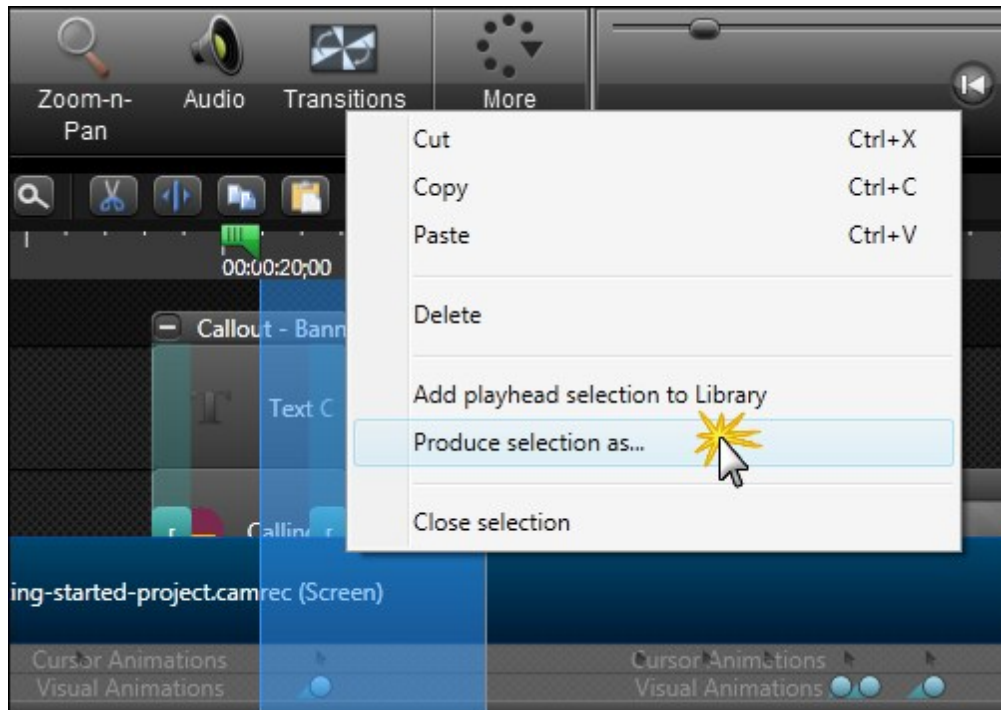 Zoom-n-
Pan
Audio
Transitions
More
Cut Ctrl+X
Copy Ctrl+C
Paste Ctrl+V
Delete
Add playhead selection to Library
Produce selection as...
Close selection
00:00:20;00
Callout - Bann
Text C
Calling
ing-started-project.camrec (Screen)
Cursor Animations
Visual Animations
Cursor Animations
Visual Animations